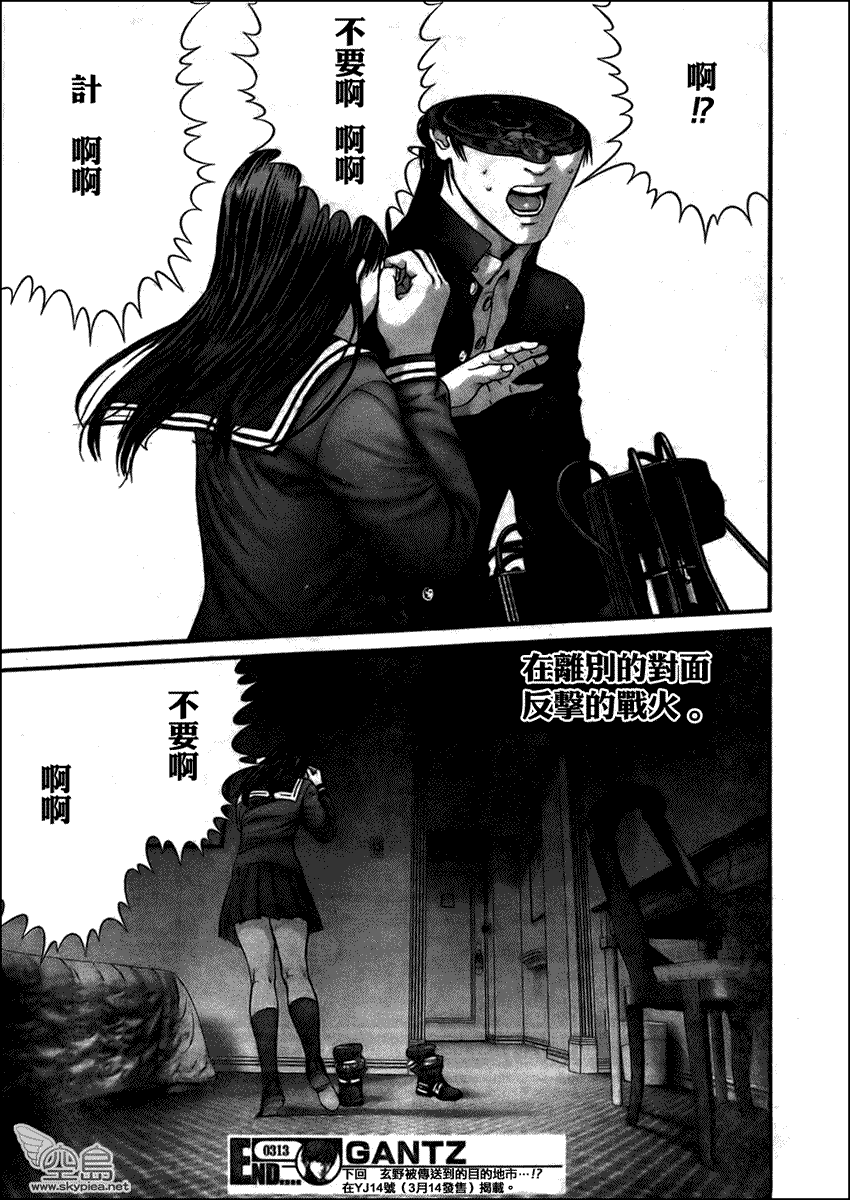 啊!?
不要啊 啊啊
計 啊啊
在離別的對面
反擊的戰火。
不要啊
啊啊
0313
END....
GANTZ
下回 玄野被傳送到的目的地市…!?
在YJ14號（3月14發售）揭載。
空島
www.skypiea.net